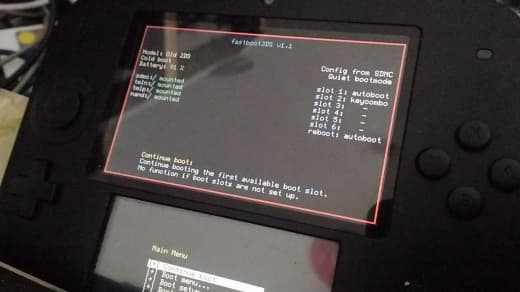 fastboot3DS v1.1
Model: Old 2DS
Cold boot
Battery: 91 %
sdmc:/ mounted
twln:/ mounted
twlp:/ mounted
nand:/ mounted
Config from SDMC
Quiet bootmode
slot 1: autoboot
slot 2: keycombo
slot 3: -
slot 4: -
slot 5: -
slot 6: -
reboot: autoboot
Continue boot:
Continue booting the first available boot slot.
No function if boot slots are not set up.
Main Menu
Continue boot
Boot menu...
Boot